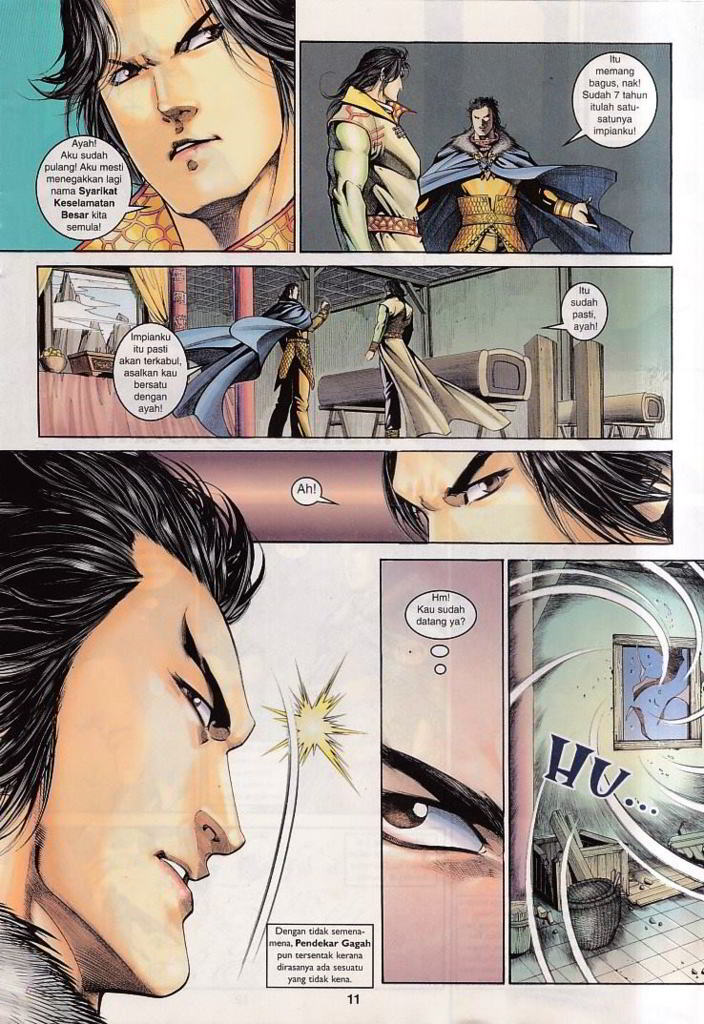 Ayah!
Aku sudah
pulang! Aku mesti
menegakkan lagi
nama Syarikat
Keselamatan
Besar kita
semula!
Itu
memang
bagus, nak!
Sudah 7 tahun
itulah satu-
satunya
impianku!
Impianku
itu pasti
akan terkabul,
asalkan kau
bersatu
dengan
ayah!
Itu
sudah
pasti,
ayah!
Ah!
Hm!
Kau sudah
datang ya?
HU...
Dengan tidak semena-
mena, Pendekar Gagah
pun tersentak kerana
dirasanya ada sesuatu
yang tidak kena.
11